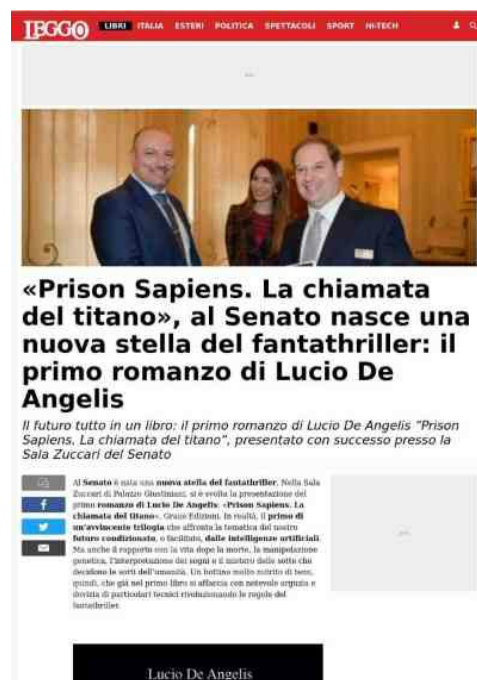 LEGGO LIBRI ITALIA ESTERI POLITICA SPETTACOLI SPORT HI-TECH
«Prison Sapiens. La chiamata
del titano», al Senato nasce una
nuova stella del fantathriller: il
primo romanzo di Lucio De
Angelis
Il futuro tutto in un libro: il primo romanzo di Lucio De Angelis "Prison
Sapiens. La chiamata del titano", presentato con successo presso la
Sala Zuccari del Senato
Al Senato è nata una nuova stella del fantathriller. Nella Sala
Zuccari di Palazzo Giustiniani, si è svolta la presentazione del
primo romanzo di Lucio De Angelis, «Prison Sapiens. La
chiamata del titano», Graus Edizioni. In realtà, il primo di
un'avvincente trilogia che affronta la tematica del nostro
futuro condizionato, o facilitato, dalle intelligenze artificiali.
Ma anche il rapporto con la vita dopo la morte, la manipolazione
genetica, l'interpretazione dei sogni e il mistero delle sette che
decidono le sorti dell'umanità. Un bottino molto nutrito di temi,
quindi, che già nel primo libro si affaccia con notevole arguzia e
dovizia di particolari tecnici rivoluzionando le regole del
fantathriller.
Lucio De Angelis